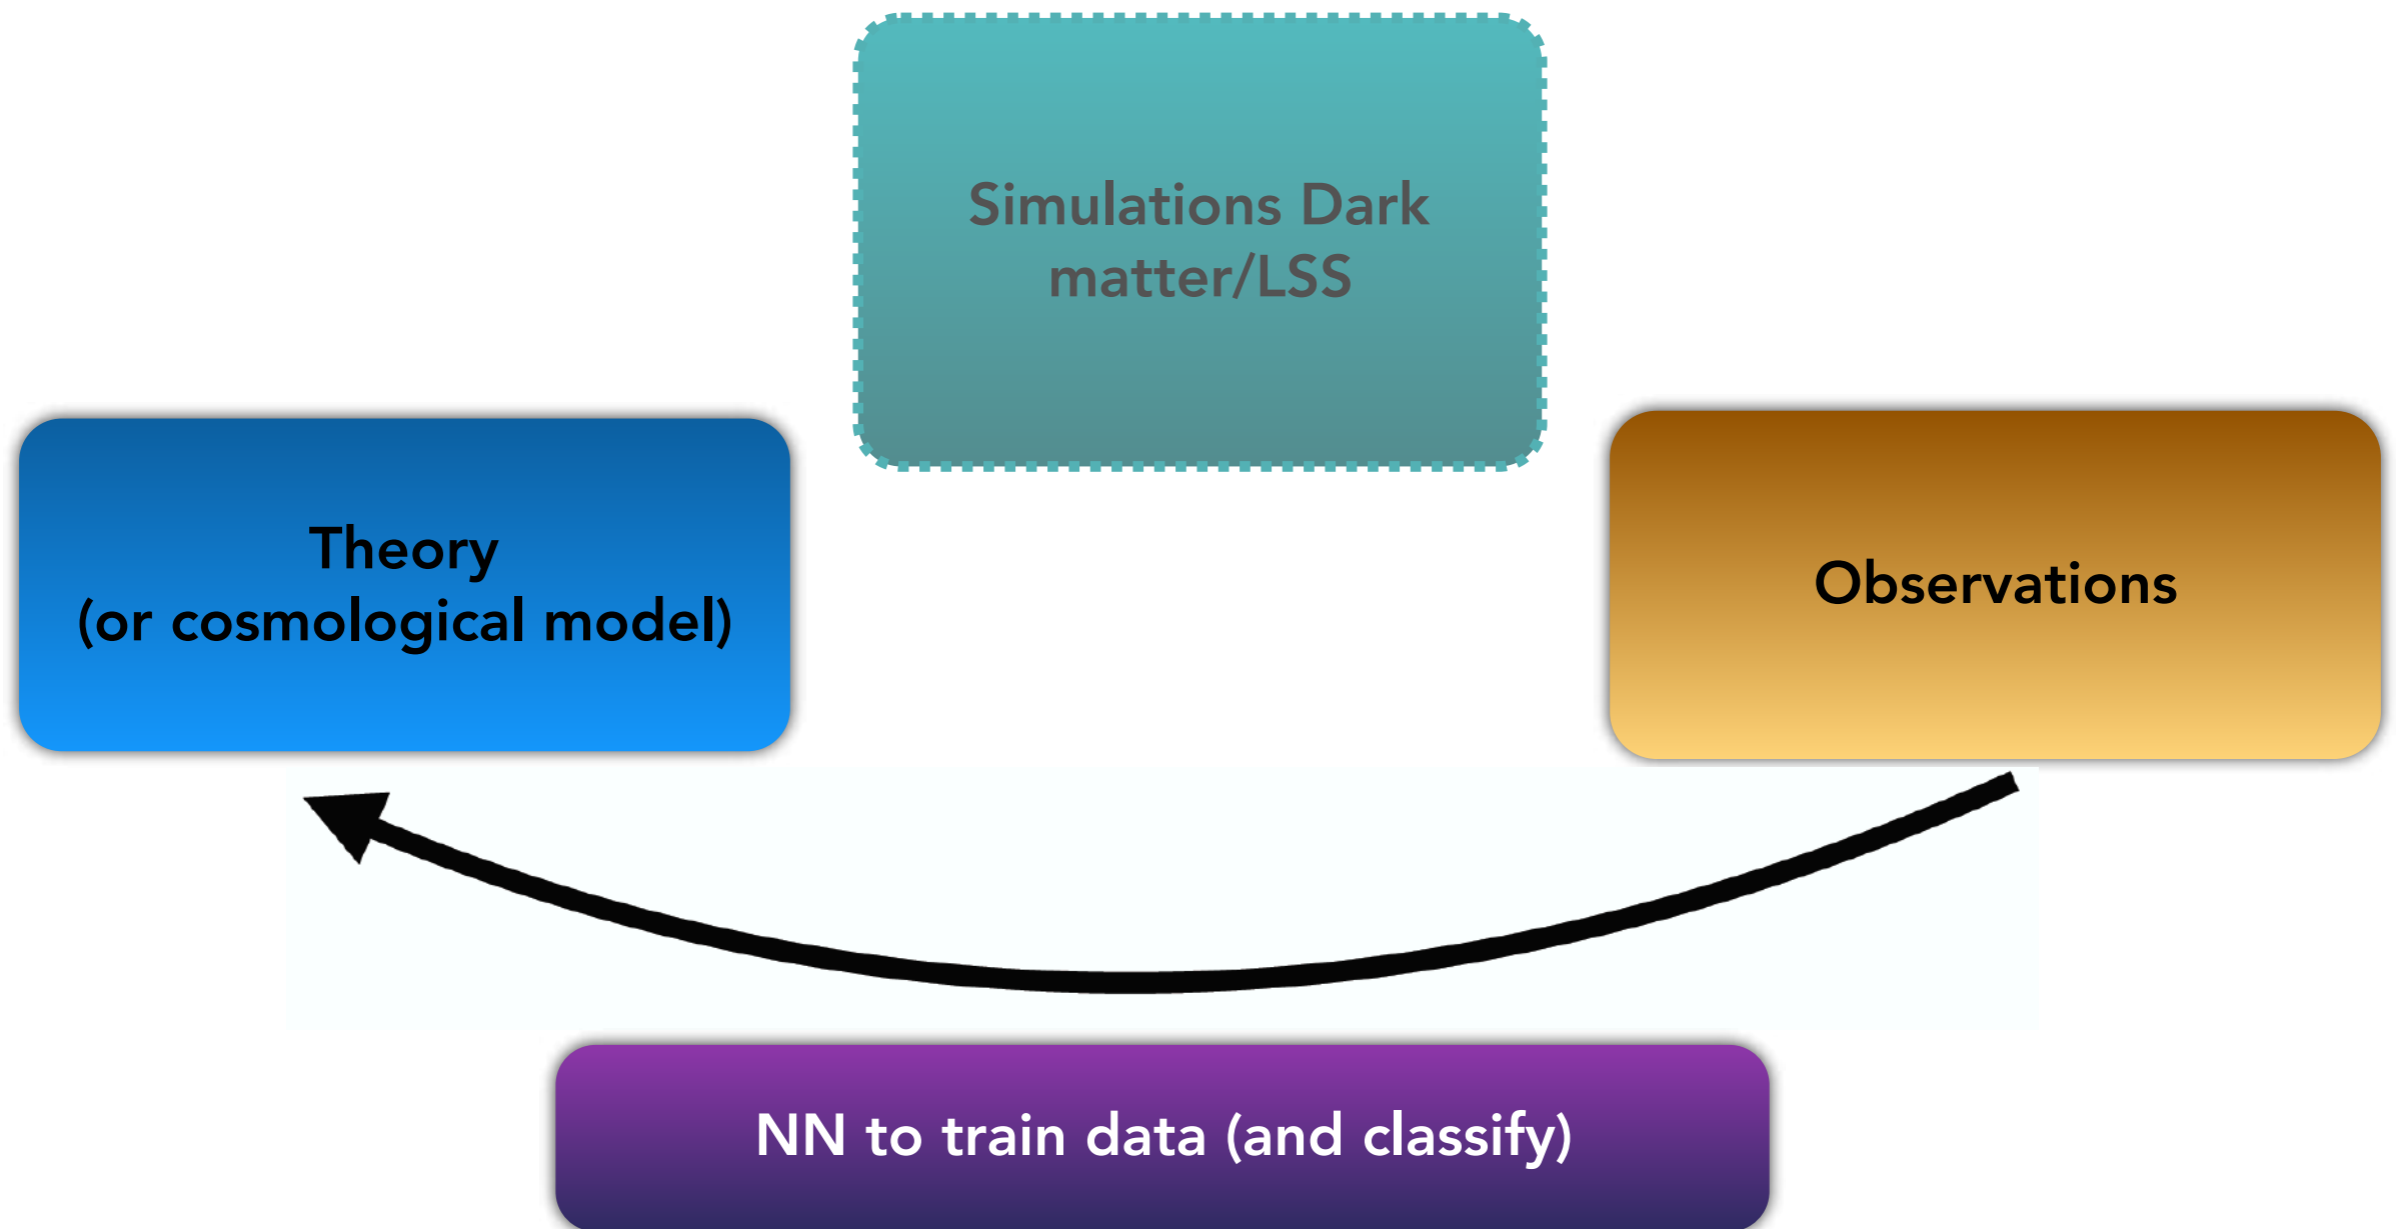 Simulations Dark
matter/LSS
Theory
(or cosmological model)
Observations
NN to train data (and classify)